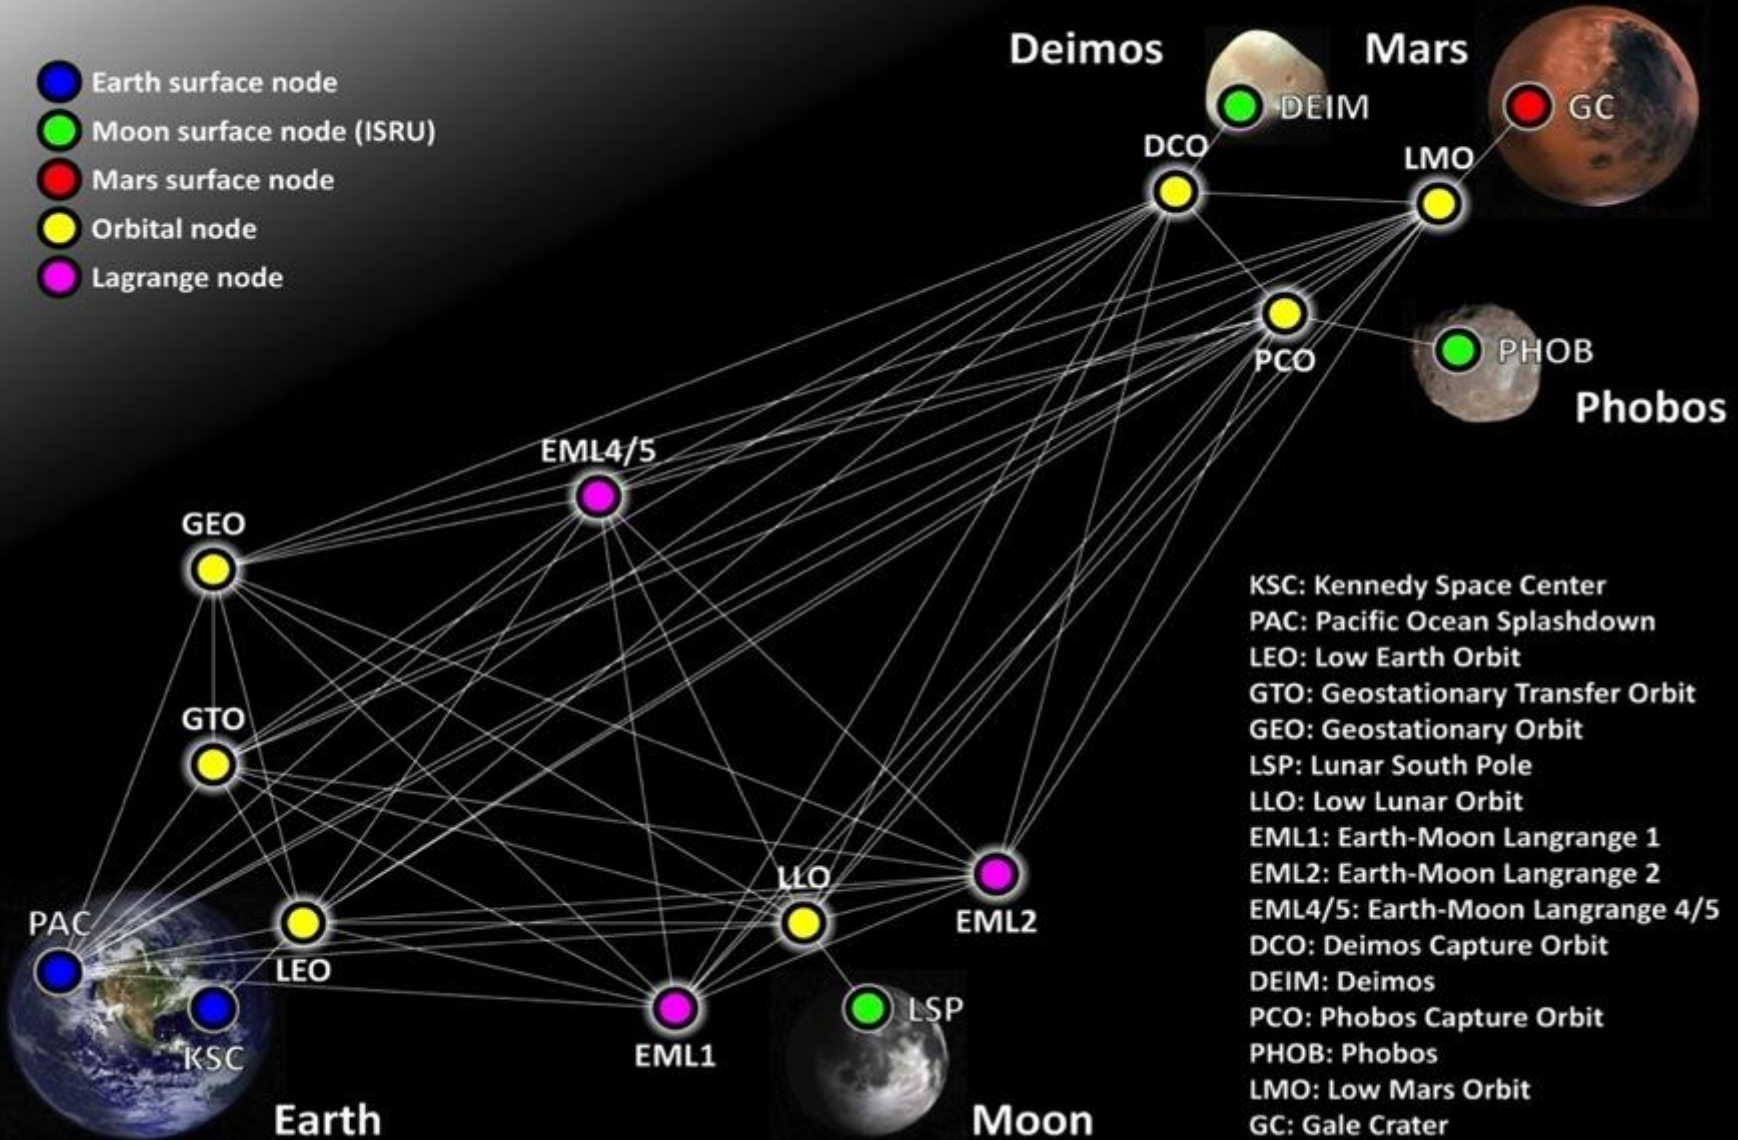 Deimos
Mars
Earth surface node
Moon surface node (ISRU)
Mars surface node
Orbital node
Lagrange node
DEIM
GC
DCO
LMO
PCO
PHOB
Phobos
EML4/5
GEO
GTO
LLO
PAC
LEO
EML2
KSC
EML1
LSP
Earth
Moon
KSC: Kennedy Space Center
PAC: Pacific Ocean Splashdown
LEO: Low Earth Orbit
GTO: Geostationary Transfer Orbit
GEO: Geostationary Orbit
LSP: Lunar South Pole
LLO: Low Lunar Orbit
EML1: Earth-Moon Langrange 1
EML2: Earth-Moon Langrange 2
EML4/5: Earth-Moon Langrange 4/5
DCO: Deimos Capture Orbit
DEIM: Deimos
PCO: Phobos Capture Orbit
PHOB: Phobos
LMO: Low Mars Orbit
GC: Gale Crater